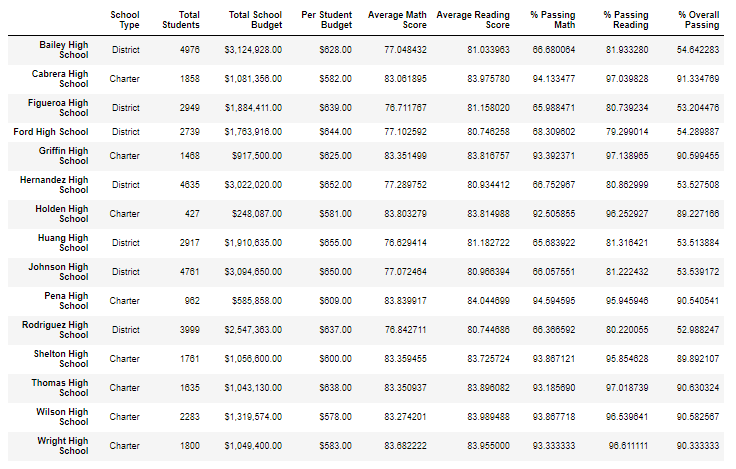 School Type Total Students Total School Budget Per Student Budget Average Math Score Average Reading Score % Passing Math % Passing Reading % Overall Passing
Bailey High School District 4976 $3,124,928.00 $628.00 77.048432 81.033963 66.680064 81.933280 54.642283
Cabrera High School Charter 1858 $1,081,356.00 $582.00 83.061895 83.975780 94.133477 97.039828 91.334769
Figueroa High School District 2949 $1,884,411.00 $639.00 76.711767 81.158020 65.988471 80.739234 53.204476
Ford High School District 2739 $1,763,916.00 $644.00 77.102592 80.746258 68.309602 79.299014 54.289887
Griffin High School Charter 1468 $917,500.00 $625.00 83.351499 83.816757 93.392371 97.138965 90.599455
Hernandez High School District 4635 $3,022,020.00 $652.00 77.289752 80.934412 66.752967 80.862999 53.527508
Holden High School Charter 427 $248,087.00 $581.00 83.803279 83.814988 92.505855 96.252927 89.227166
Huang High School District 2917 $1,910,635.00 $655.00 76.629414 81.182722 65.683922 81.316421 53.513884
Johnson High School District 4761 $3,094,650.00 $650.00 77.072464 80.966394 66.057551 81.222432 53.539172
Pena High School Charter 962 $585,858.00 $609.00 83.839917 84.044699 94.594595 95.945946 90.540541
Rodriguez High School District 3999 $2,547,363.00 $637.00 76.842711 80.744686 66.366592 80.220055 52.988247
Shelton High School Charter 1761 $1,056,600.00 $600.00 83.359455 83.725724 93.867121 95.854628 89.892107
Thomas High School Charter 1635 $1,043,130.00 $638.00 83.350937 83.896082 93.185690 97.018739 90.630324
Wilson High School Charter 2283 $1,319,574.00 $578.00 83.274201 83.989488 93.867718 96.539641 90.582567
Wright High School Charter 1800 $1,049,400.00 $583.00 83.682222 83.955000 93.333333 96.611111 90.333333